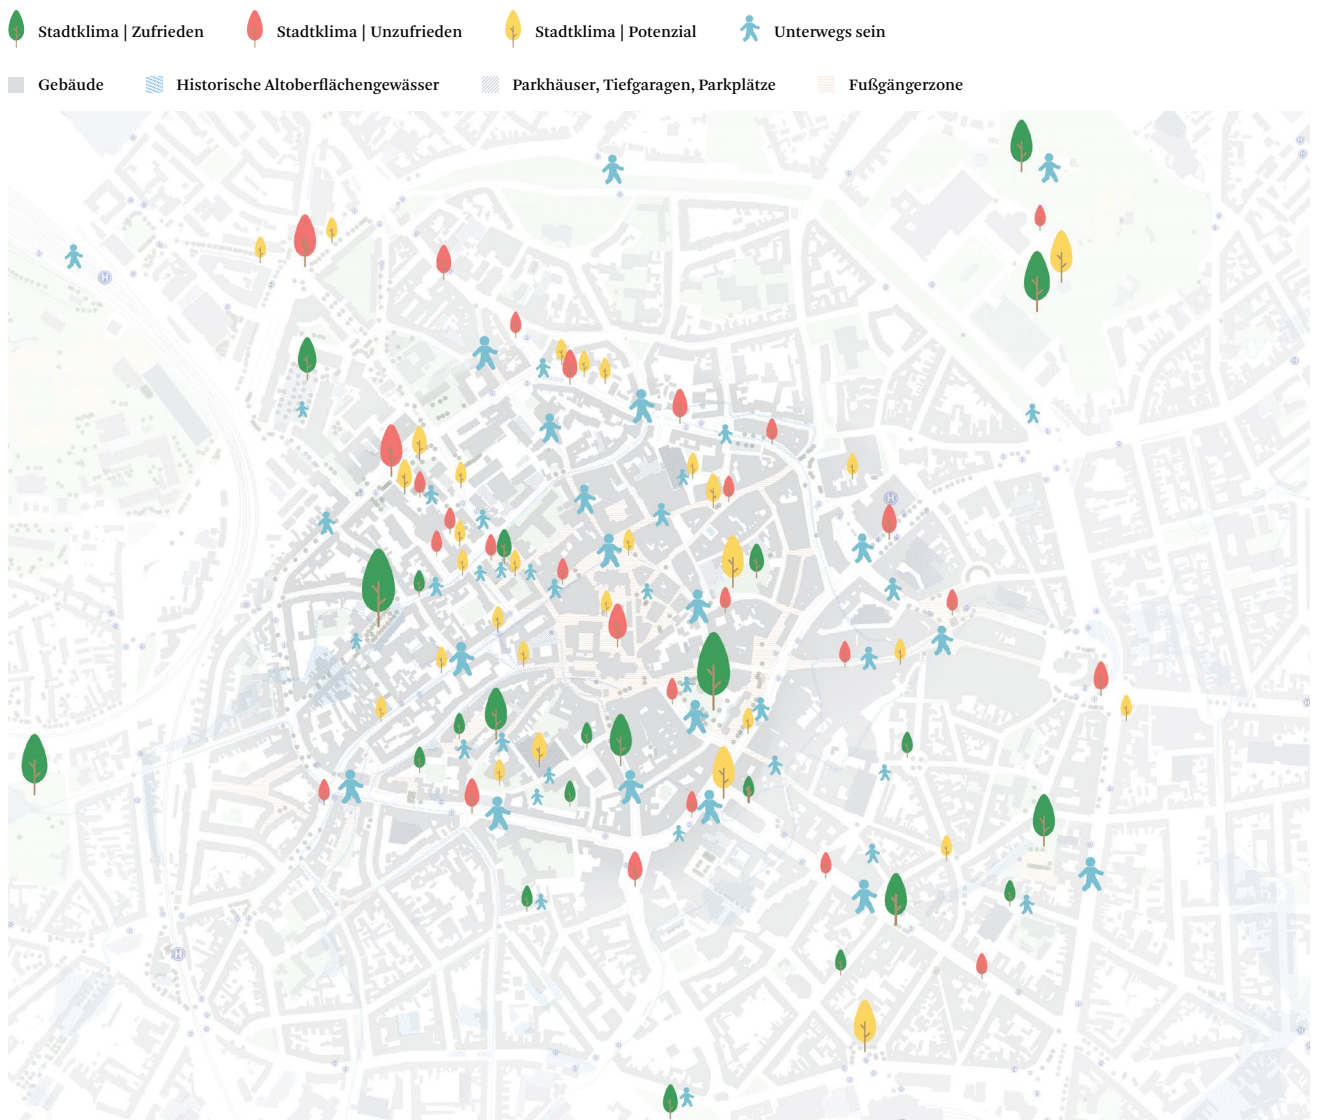 Stadtklima | Zufrieden Stadtklima | Unzufrieden Stadtklima | Potenzial Unterwegs sein
Gebäude Historische Altoberflächengewässer Parkhäuser, Tiefgaragen, Parkplätze Fußgängerzone
H
H
H